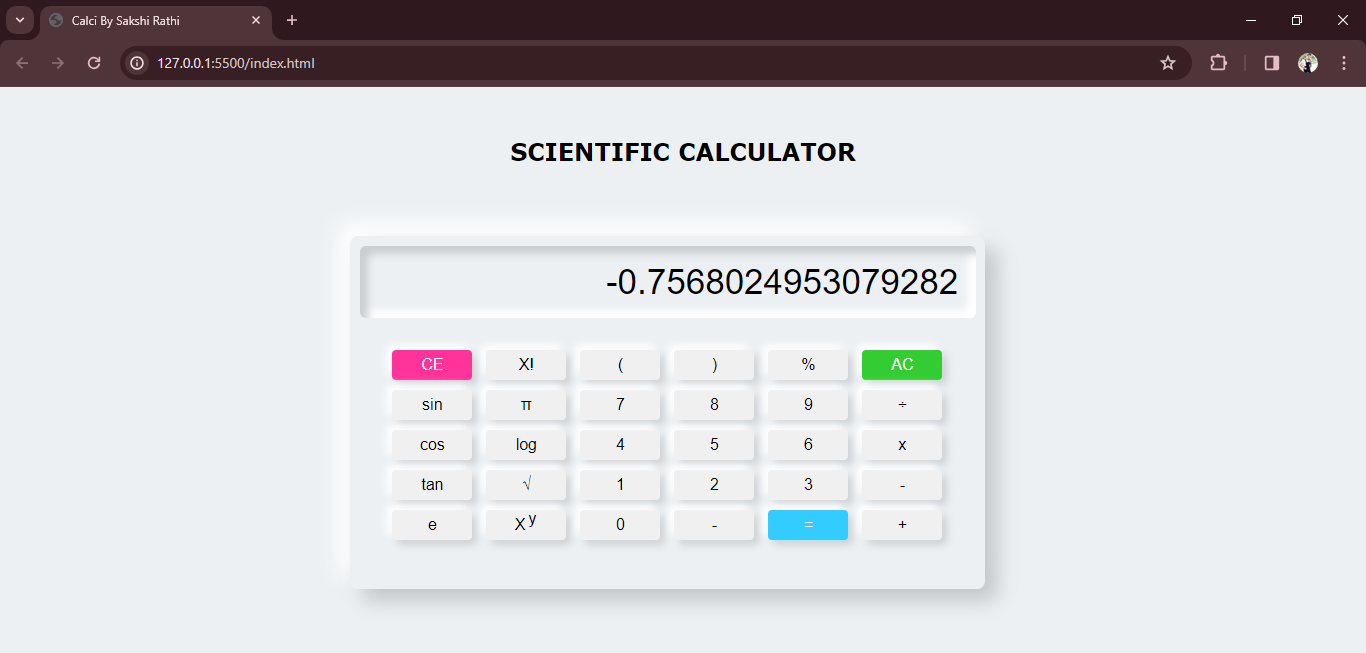 Calci By Sakshi Rathi
127.0.0.1:5500/index.html
SCIENTIFIC CALCULATOR
-0.7568024953079282
CE X! ( ) % AC
sin π 7 8 9 ÷
cos log 4 5 6 x
tan √ 1 2 3 -
e X y 0 - = +